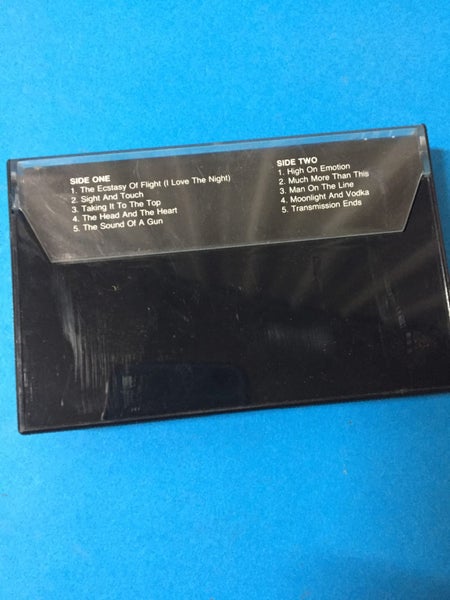 SIDE ONE
1. The Ecstasy Of Flight (I Love The Night)
2. Sight And Touch
3. Taking It To The Top
4. The Head And The Heart
5. The Sound Of A Gun
SIDE TWO
1. High On Emotion
2. Much More Than This
3. Man On The Line
4. Moonlight And Vodka
5. Transmission Ends